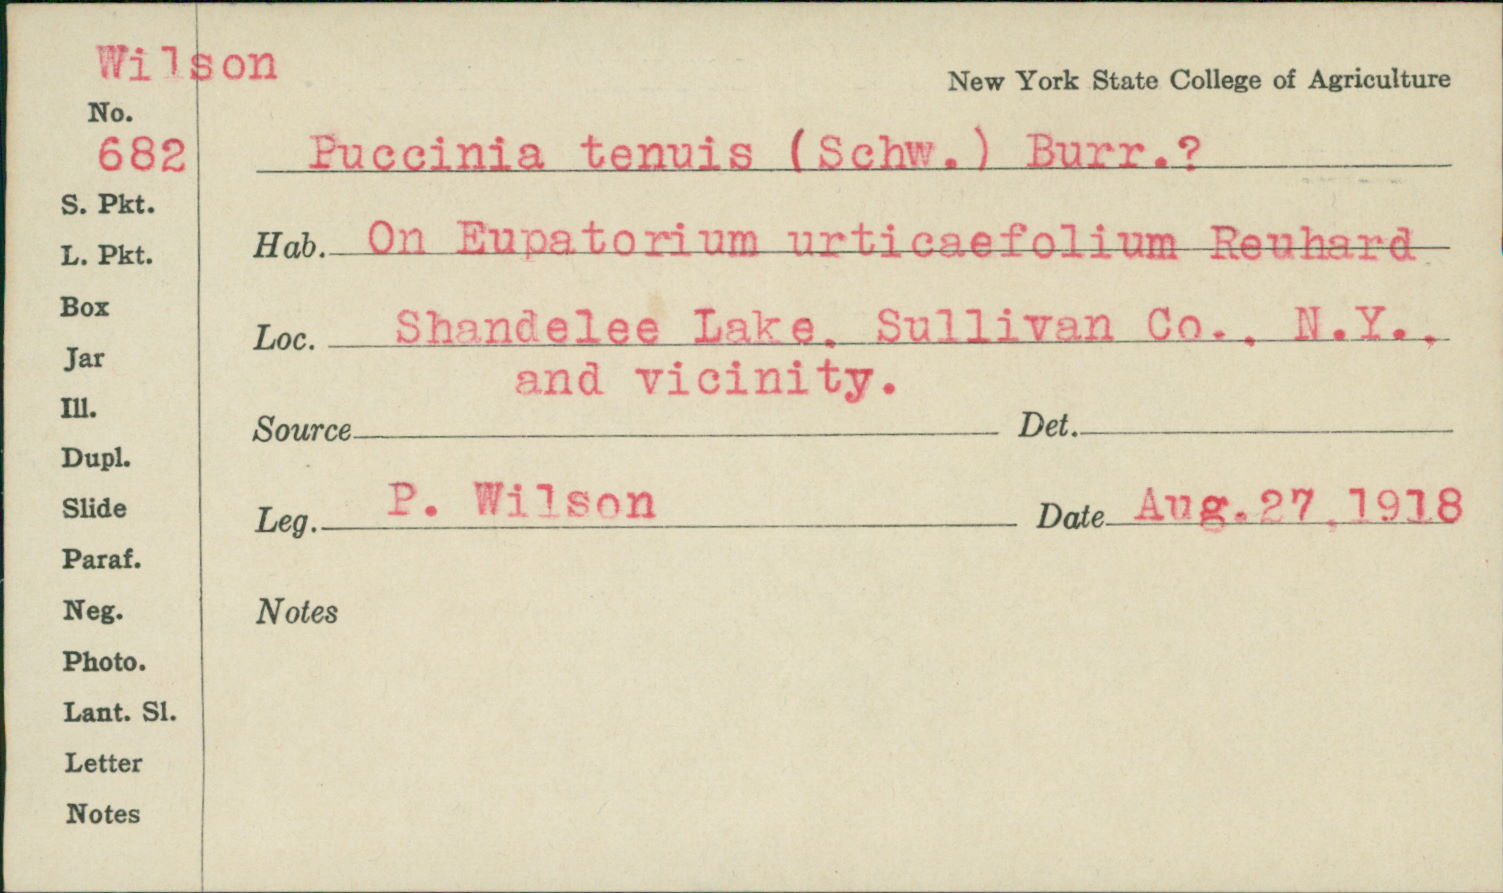 Wilson
New York State College of Agriculture
No.
682
Puccinia tenuis (Schw.) Burr.?
S. Pkt.
Hab. On Eupatorium urticaefolium Reuhard
L. Pkt.
Box
Loc. Shandelee Lake, Sullivan Co., N.Y.,
and vicinity.
Jar
Ill.
Source Det.
Dupl.
Slide
Leg. P. Wilson Date Aug.27,1918
Paraf.
Neg.
Notes
Photo.
Lant. Sl.
Letter
Notes